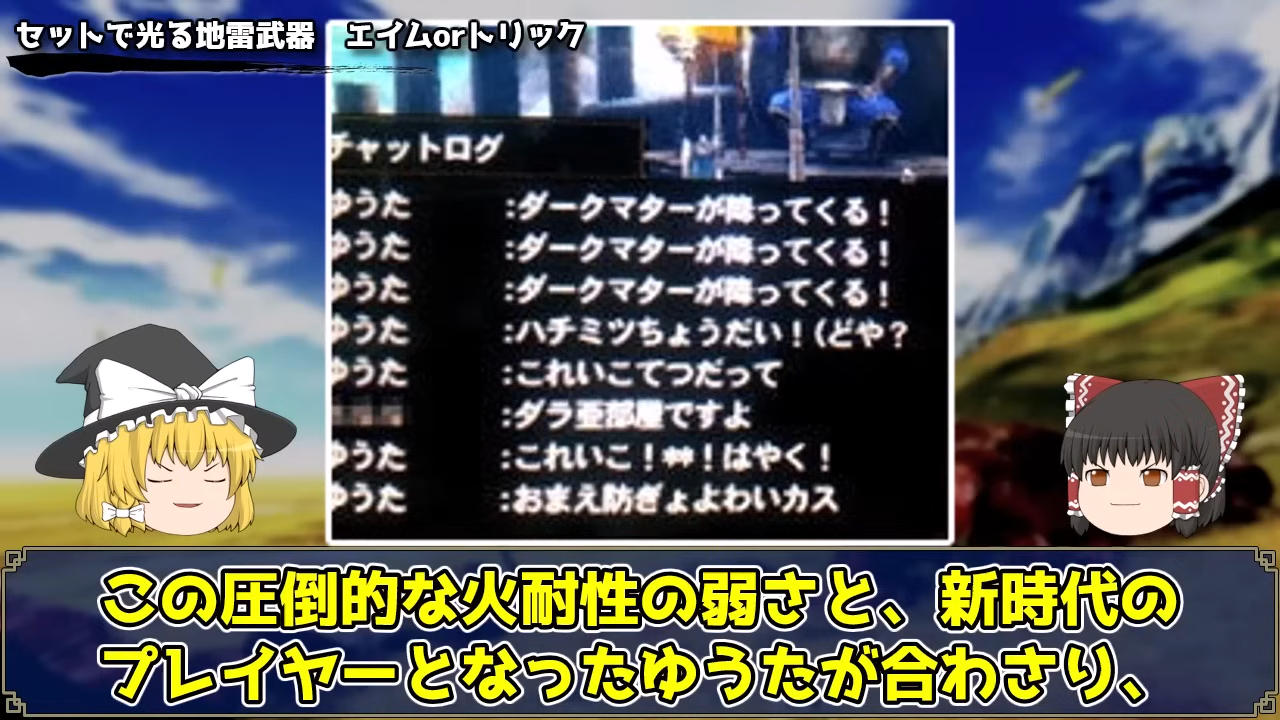 セットで光る地雷武器　エイムorトリック
チャットログ
ゆうた　:ダークマターが降ってくる！
ゆうた　:ダークマターが降ってくる！
ゆうた　:ダークマターが降ってくる！
ゆうた　:ハチミツちょうだい！(どや？
ゆうた　:これいこてつだって
:ダラ亜部屋ですよ
ゆうた　:これいこ！**！はやく！
ゆうた　:おまえ防ぎょよわいカス
この圧倒的な火耐性の弱さと、新時代の
プレイヤーとなったゆうたが合わさり、